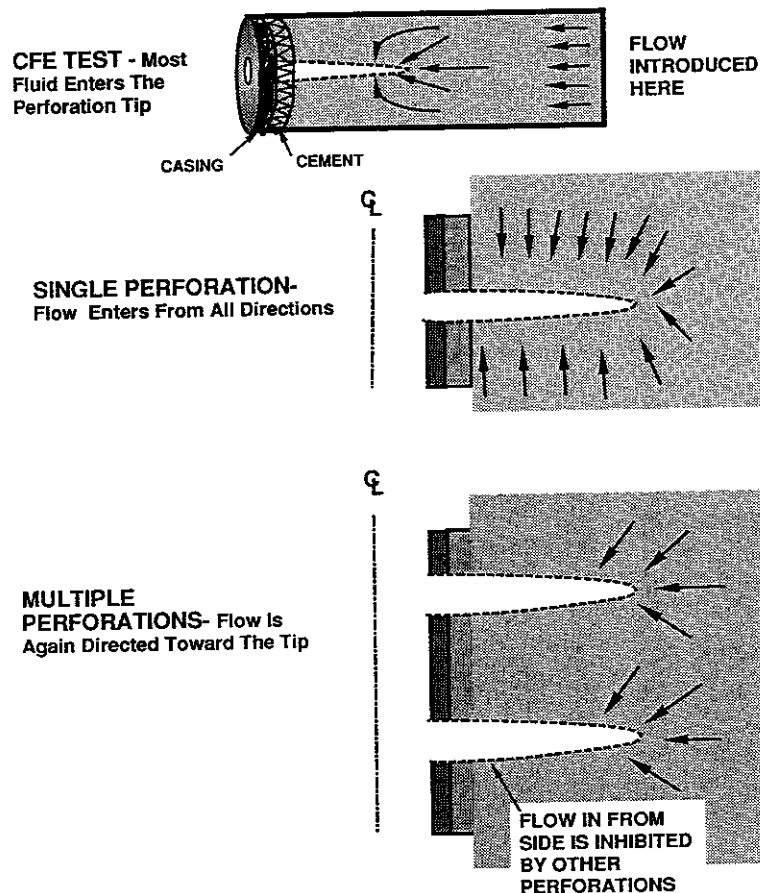 CFE TEST - Most
Fluid Enters The
Perforation Tip
FLOW
INTRODUCED
HERE
CASING
CEMENT
℄
SINGLE PERFORATION-
Flow Enters From All Directions
℄
MULTIPLE
PERFORATIONS- Flow Is
Again Directed Toward The Tip
FLOW IN FROM
SIDE IS INHIBITED
BY OTHER
PERFORATIONS